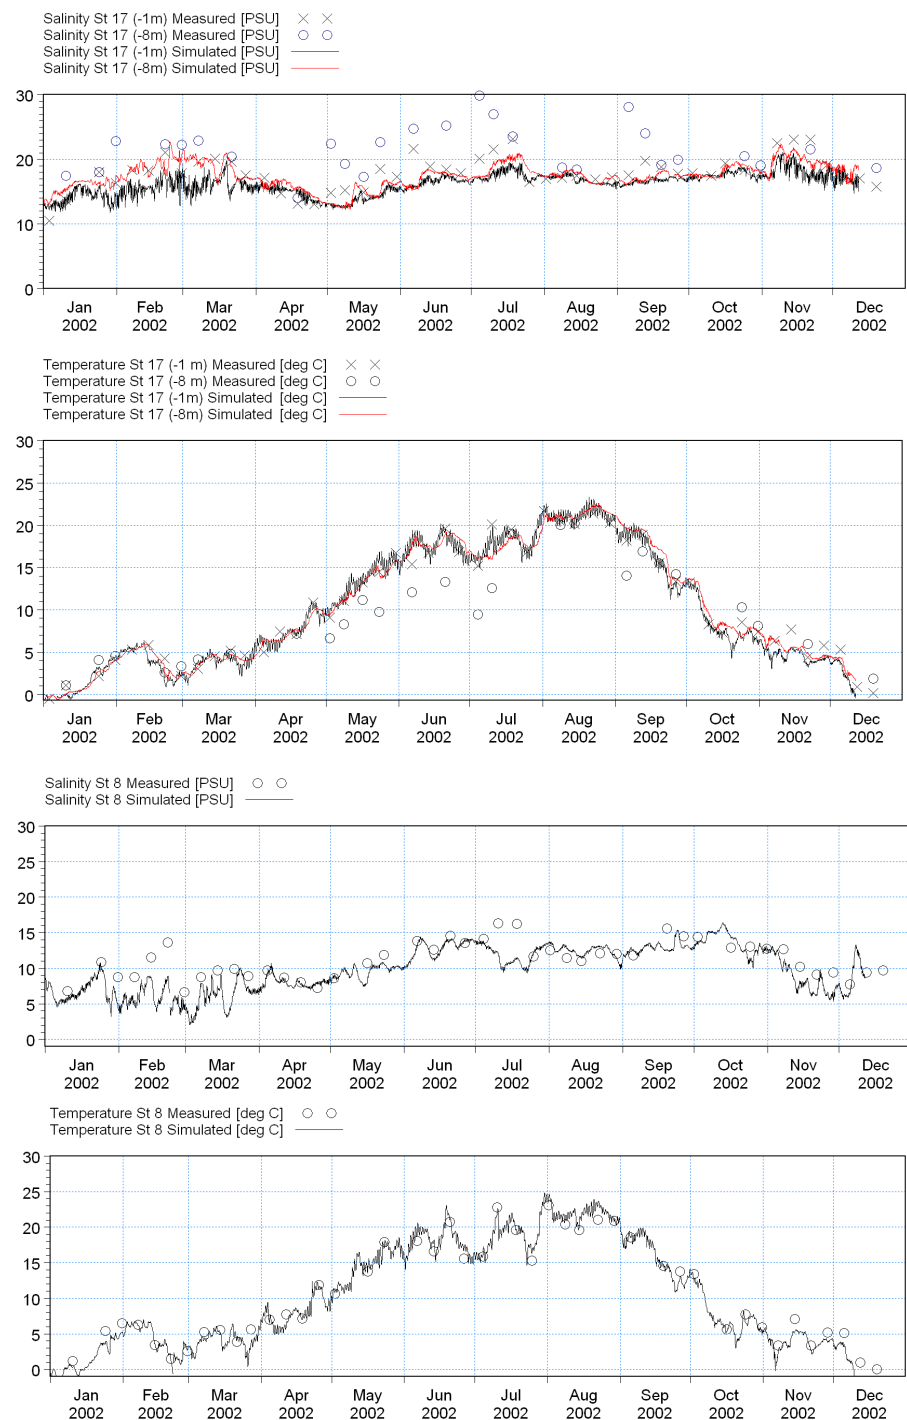 Salinity St 17 (-1m) Measured [PSU]
Salinity St 17 (-8m) Measured [PSU]
Salinity St 17 (-1m) Simulated [PSU]
Salinity St 17 (-8m) Simulated [PSU]
30
20
10
0
Jan Feb Mar Apr May Jun Jul Aug Sep Oct Nov Dec
2002 2002 2002 2002 2002 2002 2002 2002 2002 2002 2002 2002
Temperature St 17 (-1 m) Measured [deg C]
Temperature St 17 (-8 m) Measured [deg C]
Temperature St 17 (-1m) Simulated [deg C]
Temperature St 17 (-8m) Simulated [deg C]
30
25
20
15
10
5
0
Jan Feb Mar Apr May Jun Jul Aug Sep Oct Nov Dec
2002 2002 2002 2002 2002 2002 2002 2002 2002 2002 2002 2002
Salinity St 8 Measured [PSU]
Salinity St 8 Simulated [PSU]
30
25
20
15
10
5
0
Jan Feb Mar Apr May Jun Jul Aug Sep Oct Nov Dec
2002 2002 2002 2002 2002 2002 2002 2002 2002 2002 2002 2002
Temperature St 8 Measured [deg C]
Temperature St 8 Simulated [deg C]
30
25
20
15
10
5
0
Jan Feb Mar Apr May Jun Jul Aug Sep Oct Nov Dec
2002 2002 2002 2002 2002 2002 2002 2002 2002 2002 2002 2002